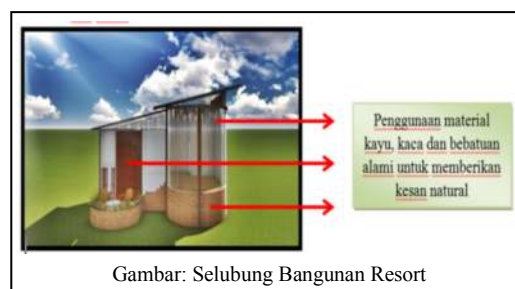 Penggunaan material
kayu, kaca dan bebatuan
alami untuk memberikan
kesan natural
Gambar: Selubung Bangunan Resort